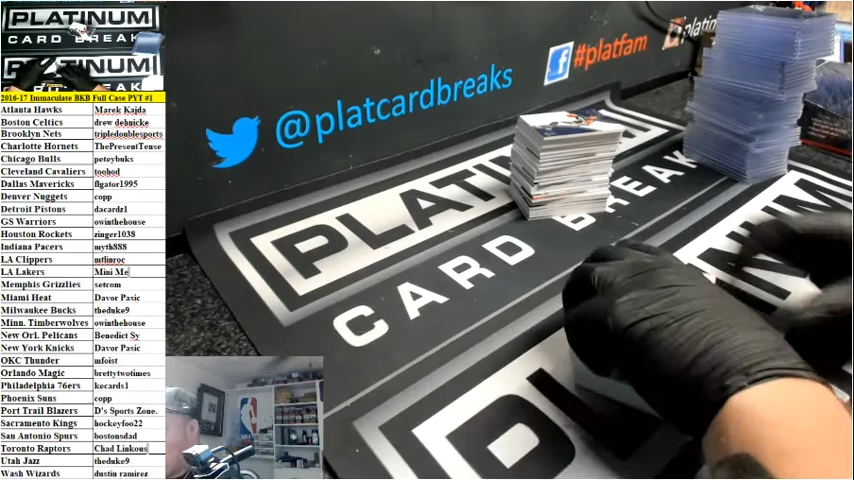 PLATINUM
CARD BREAK
PLATINUM
2016-17 Immaculate BKB Full Case PYT #1
Atlanta Hawks Marek Kajda
Boston Celtics drew dehnicke
Brooklyn Nets tripledoublesports
Charlotte Hornets ThePresentTense
Chicago Bulls peteybuks
Cleveland Cavaliers toohod
Dallas Mavericks flgator1995
Denver Nuggets copp
Detroit Pistons dacardz1
GS Warriors owinthehouse
Houston Rockets zinger1038
Indiana Pacers myth888
LA Clippers mtlinroc
LA Lakers Mini Me
Memphis Grizzlies setcom
Miami Heat Davor Pasic
Milwaukee Bucks theduke9
Minn. Timberwolves owinthehouse
New Orl. Pelicans Benedict Sy
New York Knicks Davor Pasic
OKC Thunder mfoist
Orlando Magic brettytwotimes
Philadelphia 76ers kecards1
Phoenix Suns copp
Port Trail Blazers D's Sports Zone.
Sacramento Kings hockeyfoo22
San Antonio Spurs bostonsdad
Toronto Raptors Chad Linkous
Utah Jazz theduke9
Wash Wizards dustin ramirez
@platcardbreaks
f #platfam
platin
PLATINUM
CARD BREAK